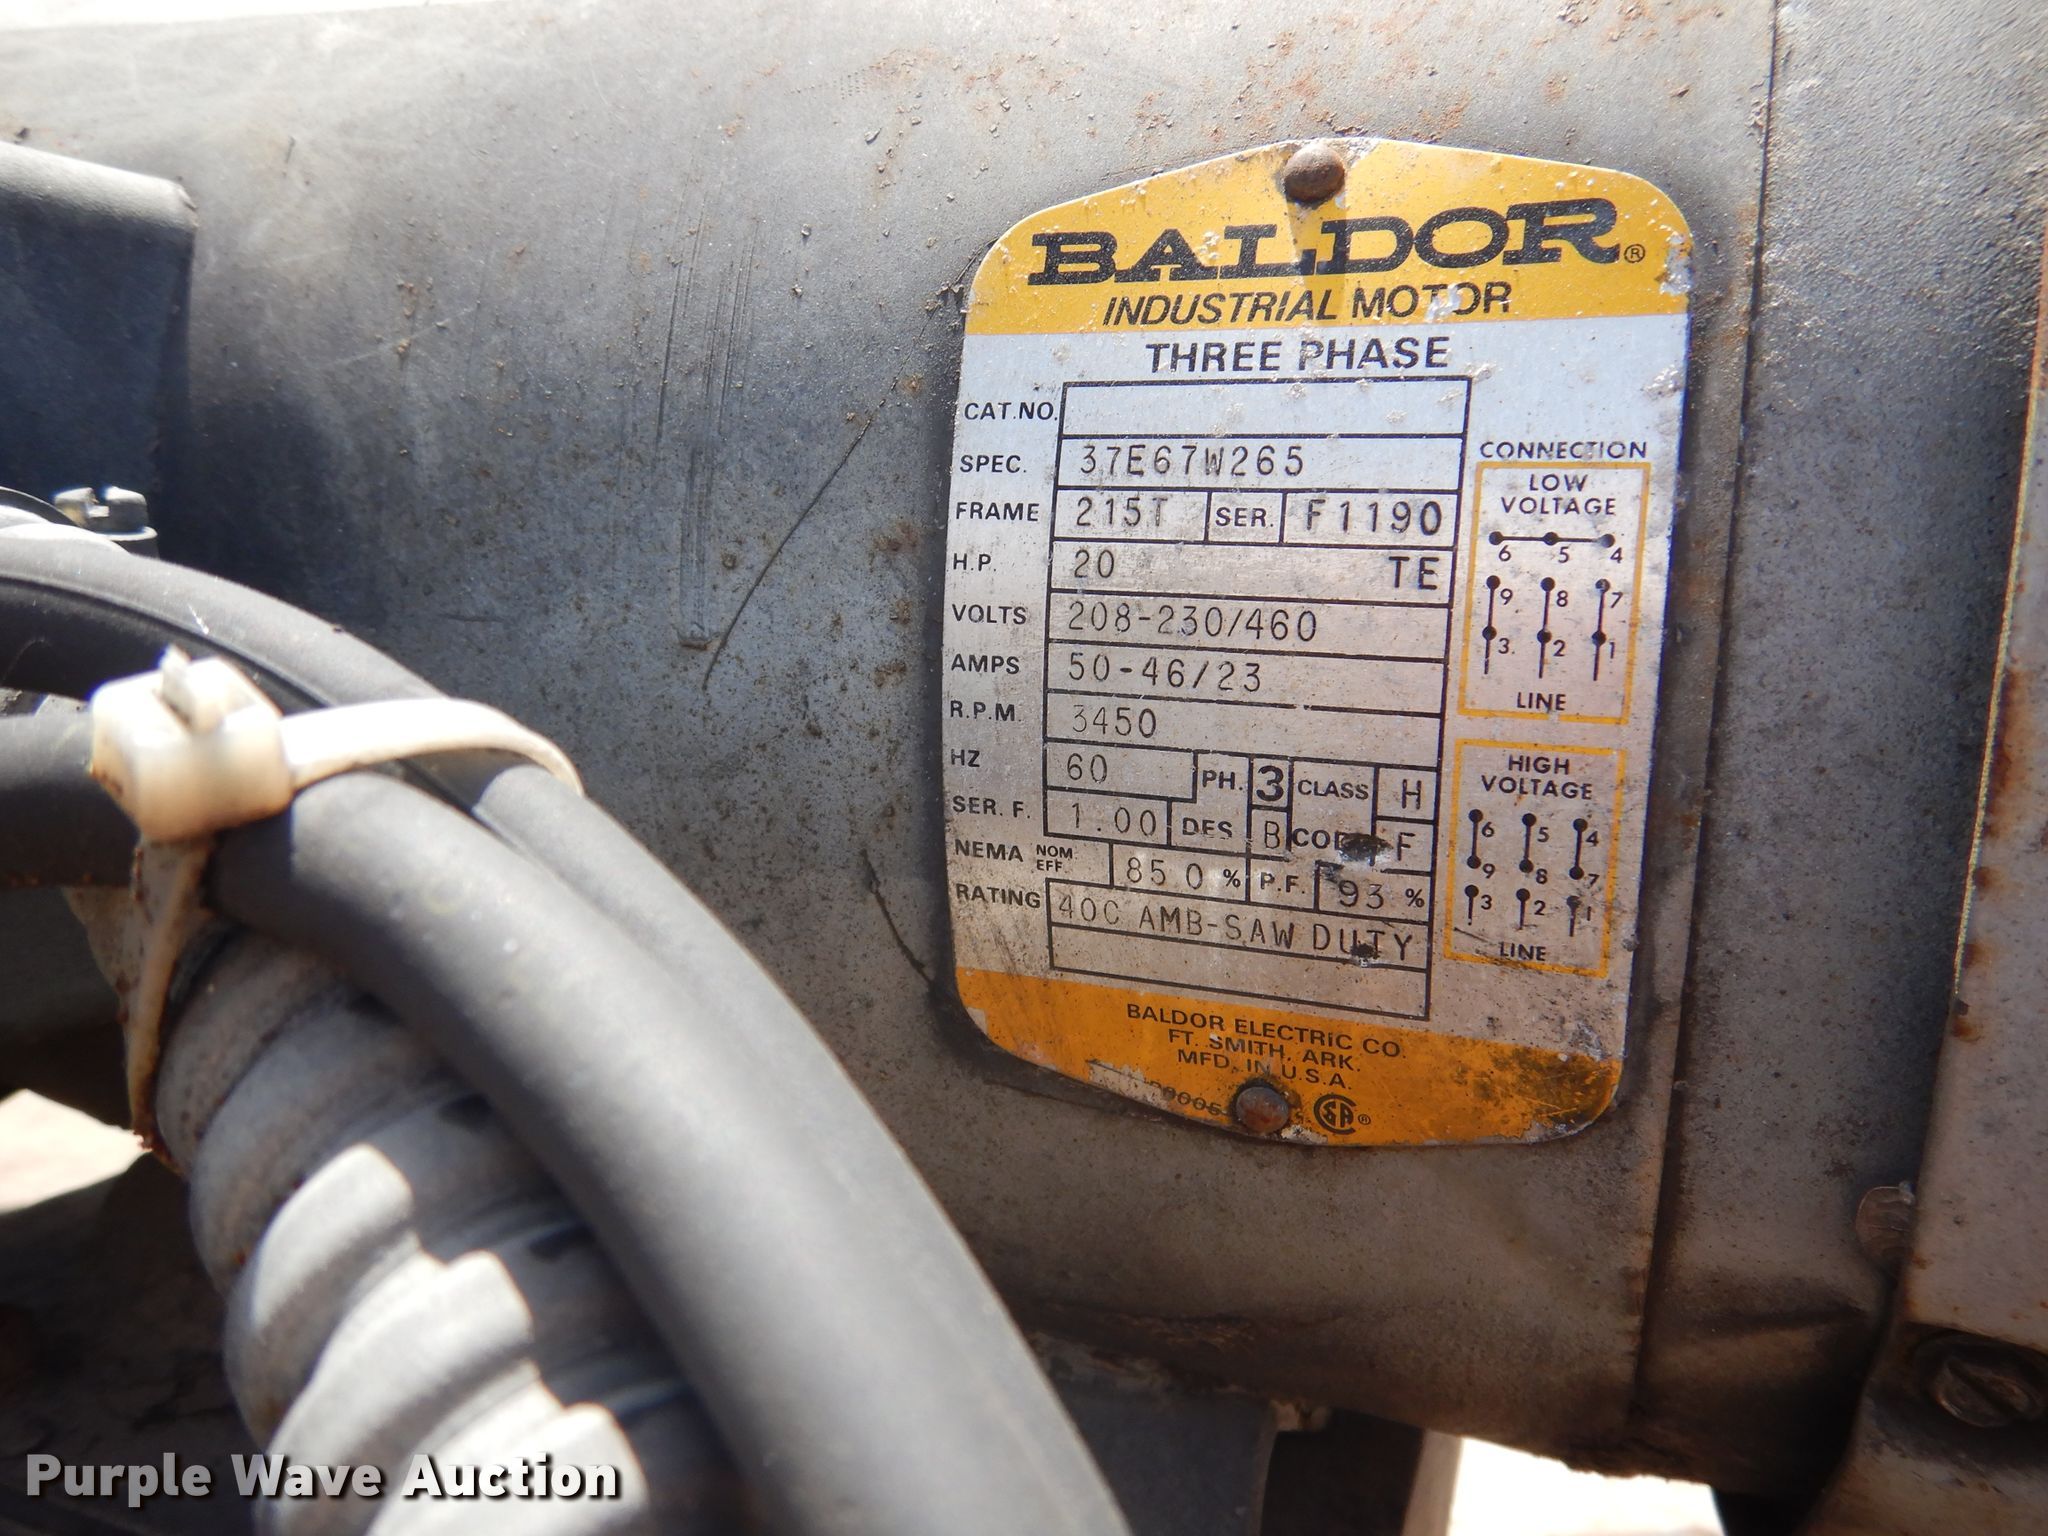 BALDOR®
INDUSTRIAL MOTOR
THREE PHASE
CAT.NO.
SPEC. 37E67W265
FRAME 215T SER. F1190
H.P. 20 TE
VOLTS 208-230/460
AMPS 50-46/23
R.P.M. 3450
HZ 60 PH. 3 CLASS H
SER. F. 1.00 DES B CODE F
NEMA NOM. EFF. 85.0 % P.F. 93 %
RATING 40C AMB-SAW DUTY
CONNECTION
LOW
VOLTAGE
6 5 4
9 8 7
3 2 1
LINE
HIGH
VOLTAGE
6 5 4
9 8 7
3 2 1
LINE
BALDOR ELECTRIC CO.
FT. SMITH, ARK.
MFD. IN U.S.A.
SA®
Purple Wave Auction